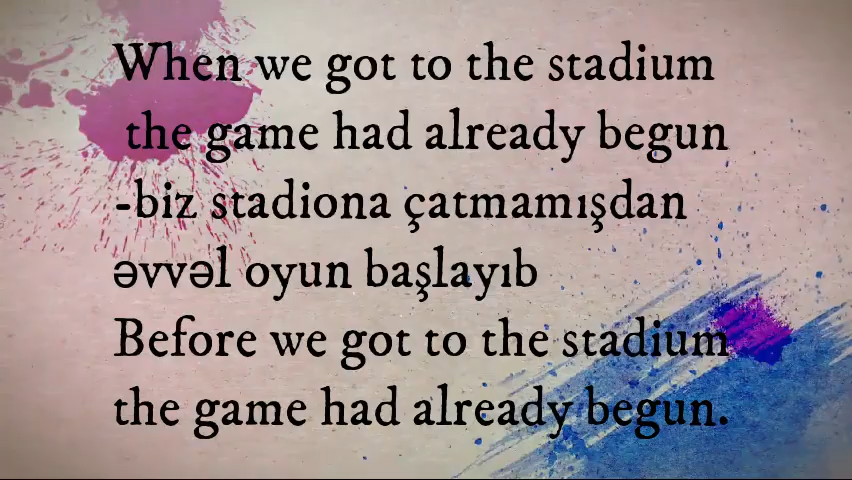 When we got to the stadium
the game had already begun
-biz stadiona çatmamışdan
əvvəl oyun başlayıb
Before we got to the stadium
the game had already begun.